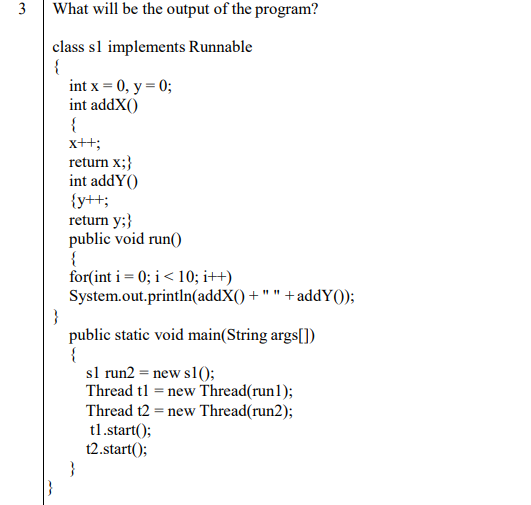 3 What will be the output of the program?
class s1 implements Runnable
{
int x = 0, y = 0;
int addX()
{
x++;
return x;}
int addY()
{y++;
return y;}
public void run()
{
for(int i = 0; i < 10; i++)
System.out.println(addX() + " " + addY());
}
public static void main(String args[])
{
s1 run2 = new s1();
Thread t1 = new Thread(run1);
Thread t2 = new Thread(run2);
t1.start();
t2.start();
}
}